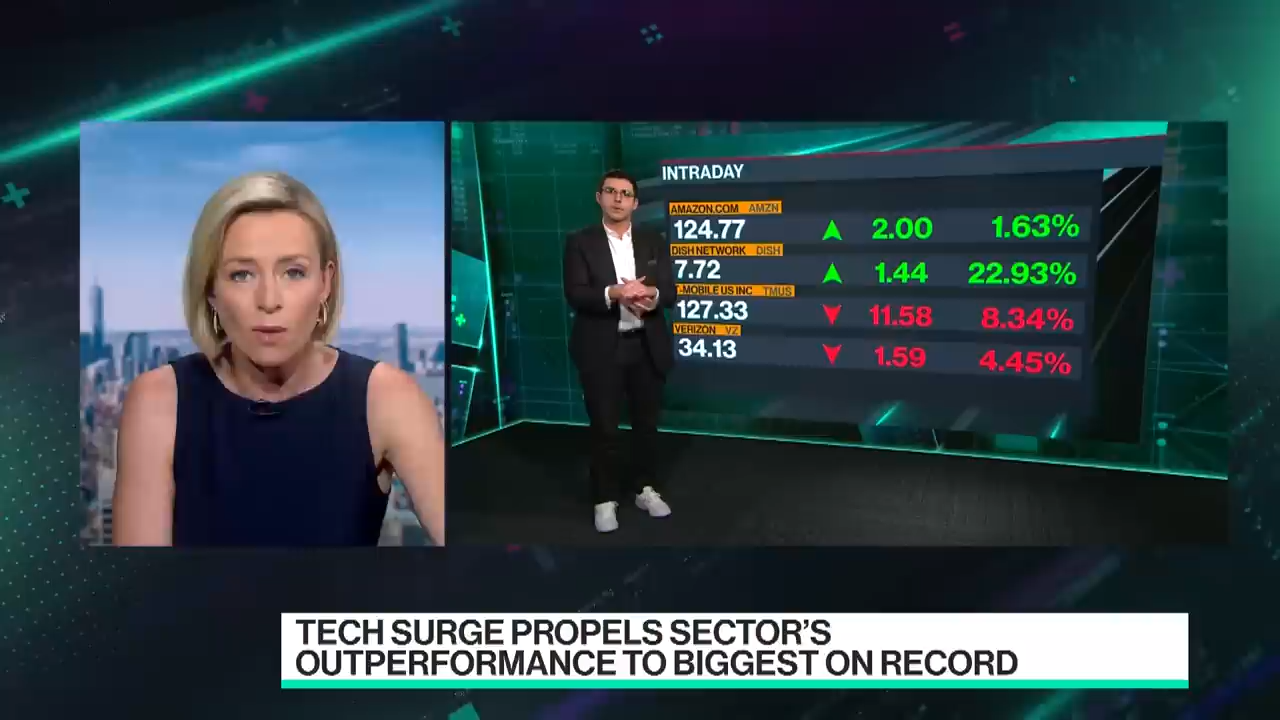 INTRADAY
AMAZON.COM AMZN
124.77 2.00 1.63%
DISH NETWORK DISH
7.72 1.44 22.93%
T-MOBILE US INC TMUS
127.33 11.58 8.34%
VERIZON VZ
34.13 1.59 4.45%
TECH SURGE PROPELS SECTOR'S
OUTPERFORMANCE TO BIGGEST ON RECORD